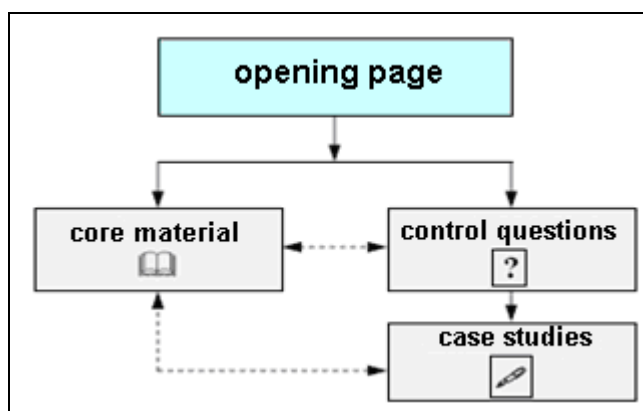 opening page
core material
control questions
?
case studies